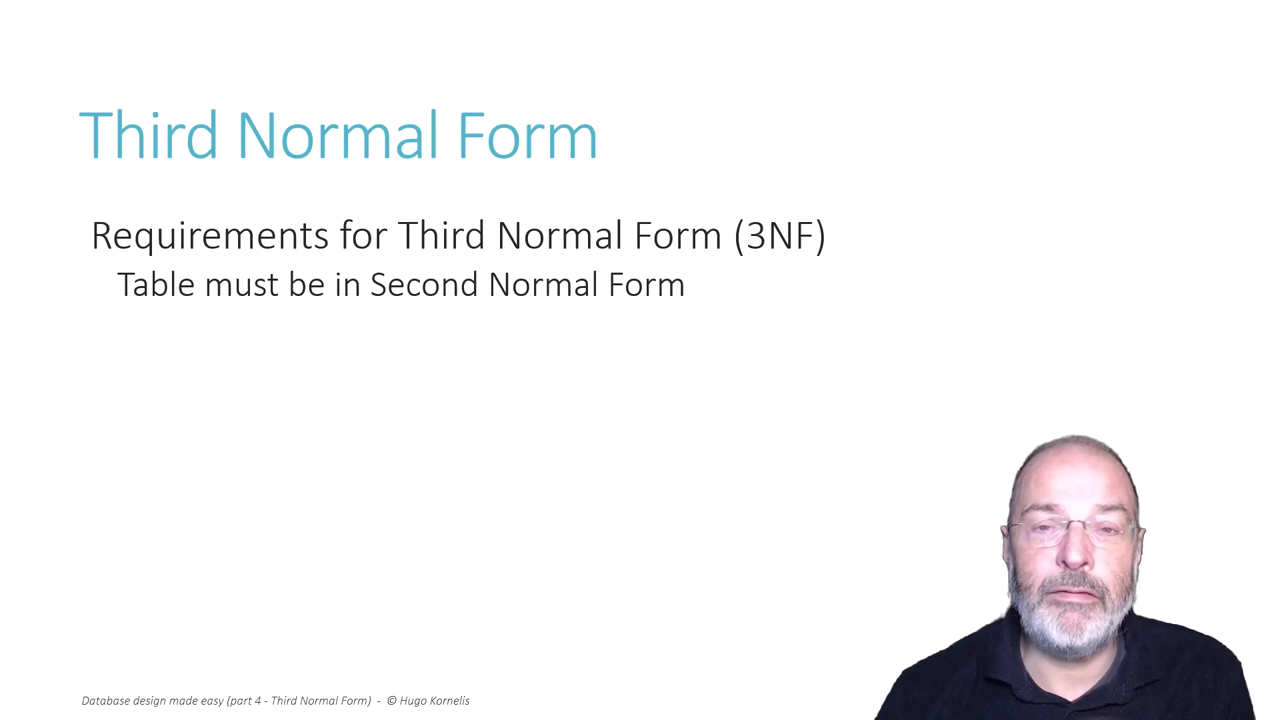 Third Normal Form
Requirements for Third Normal Form (3NF)
Table must be in Second Normal Form
Database design made easy (part 4 - Third Normal Form)  -  © Hugo Kornelis